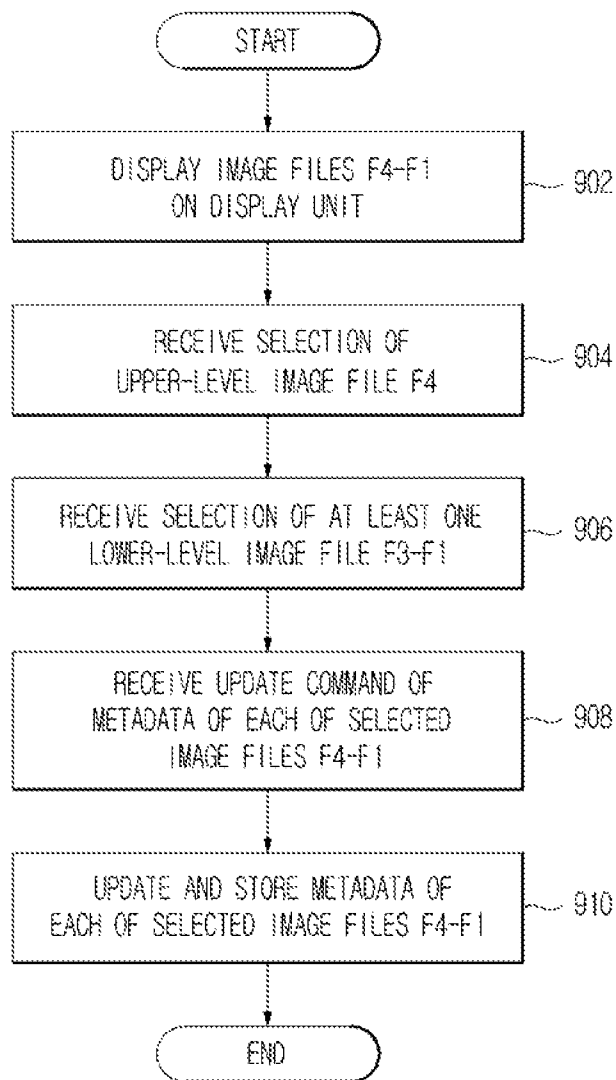 START
DISPLAY IMAGE FILES F4-F1
ON DISPLAY UNIT
902
RECEIVE SELECTION OF
UPPER-LEVEL IMAGE FILE F4
904
RECEIVE SELECTION OF AT LEAST ONE
LOWER-LEVEL IMAGE FILE F3-F1
906
RECEIVE UPDATE COMMAND OF
METADATA OF EACH OF SELECTED
IMAGE FILES F4-F1
908
UPDATE AND STORE METADATA OF
EACH OF SELECTED IMAGE FILES F4-F1
910
END